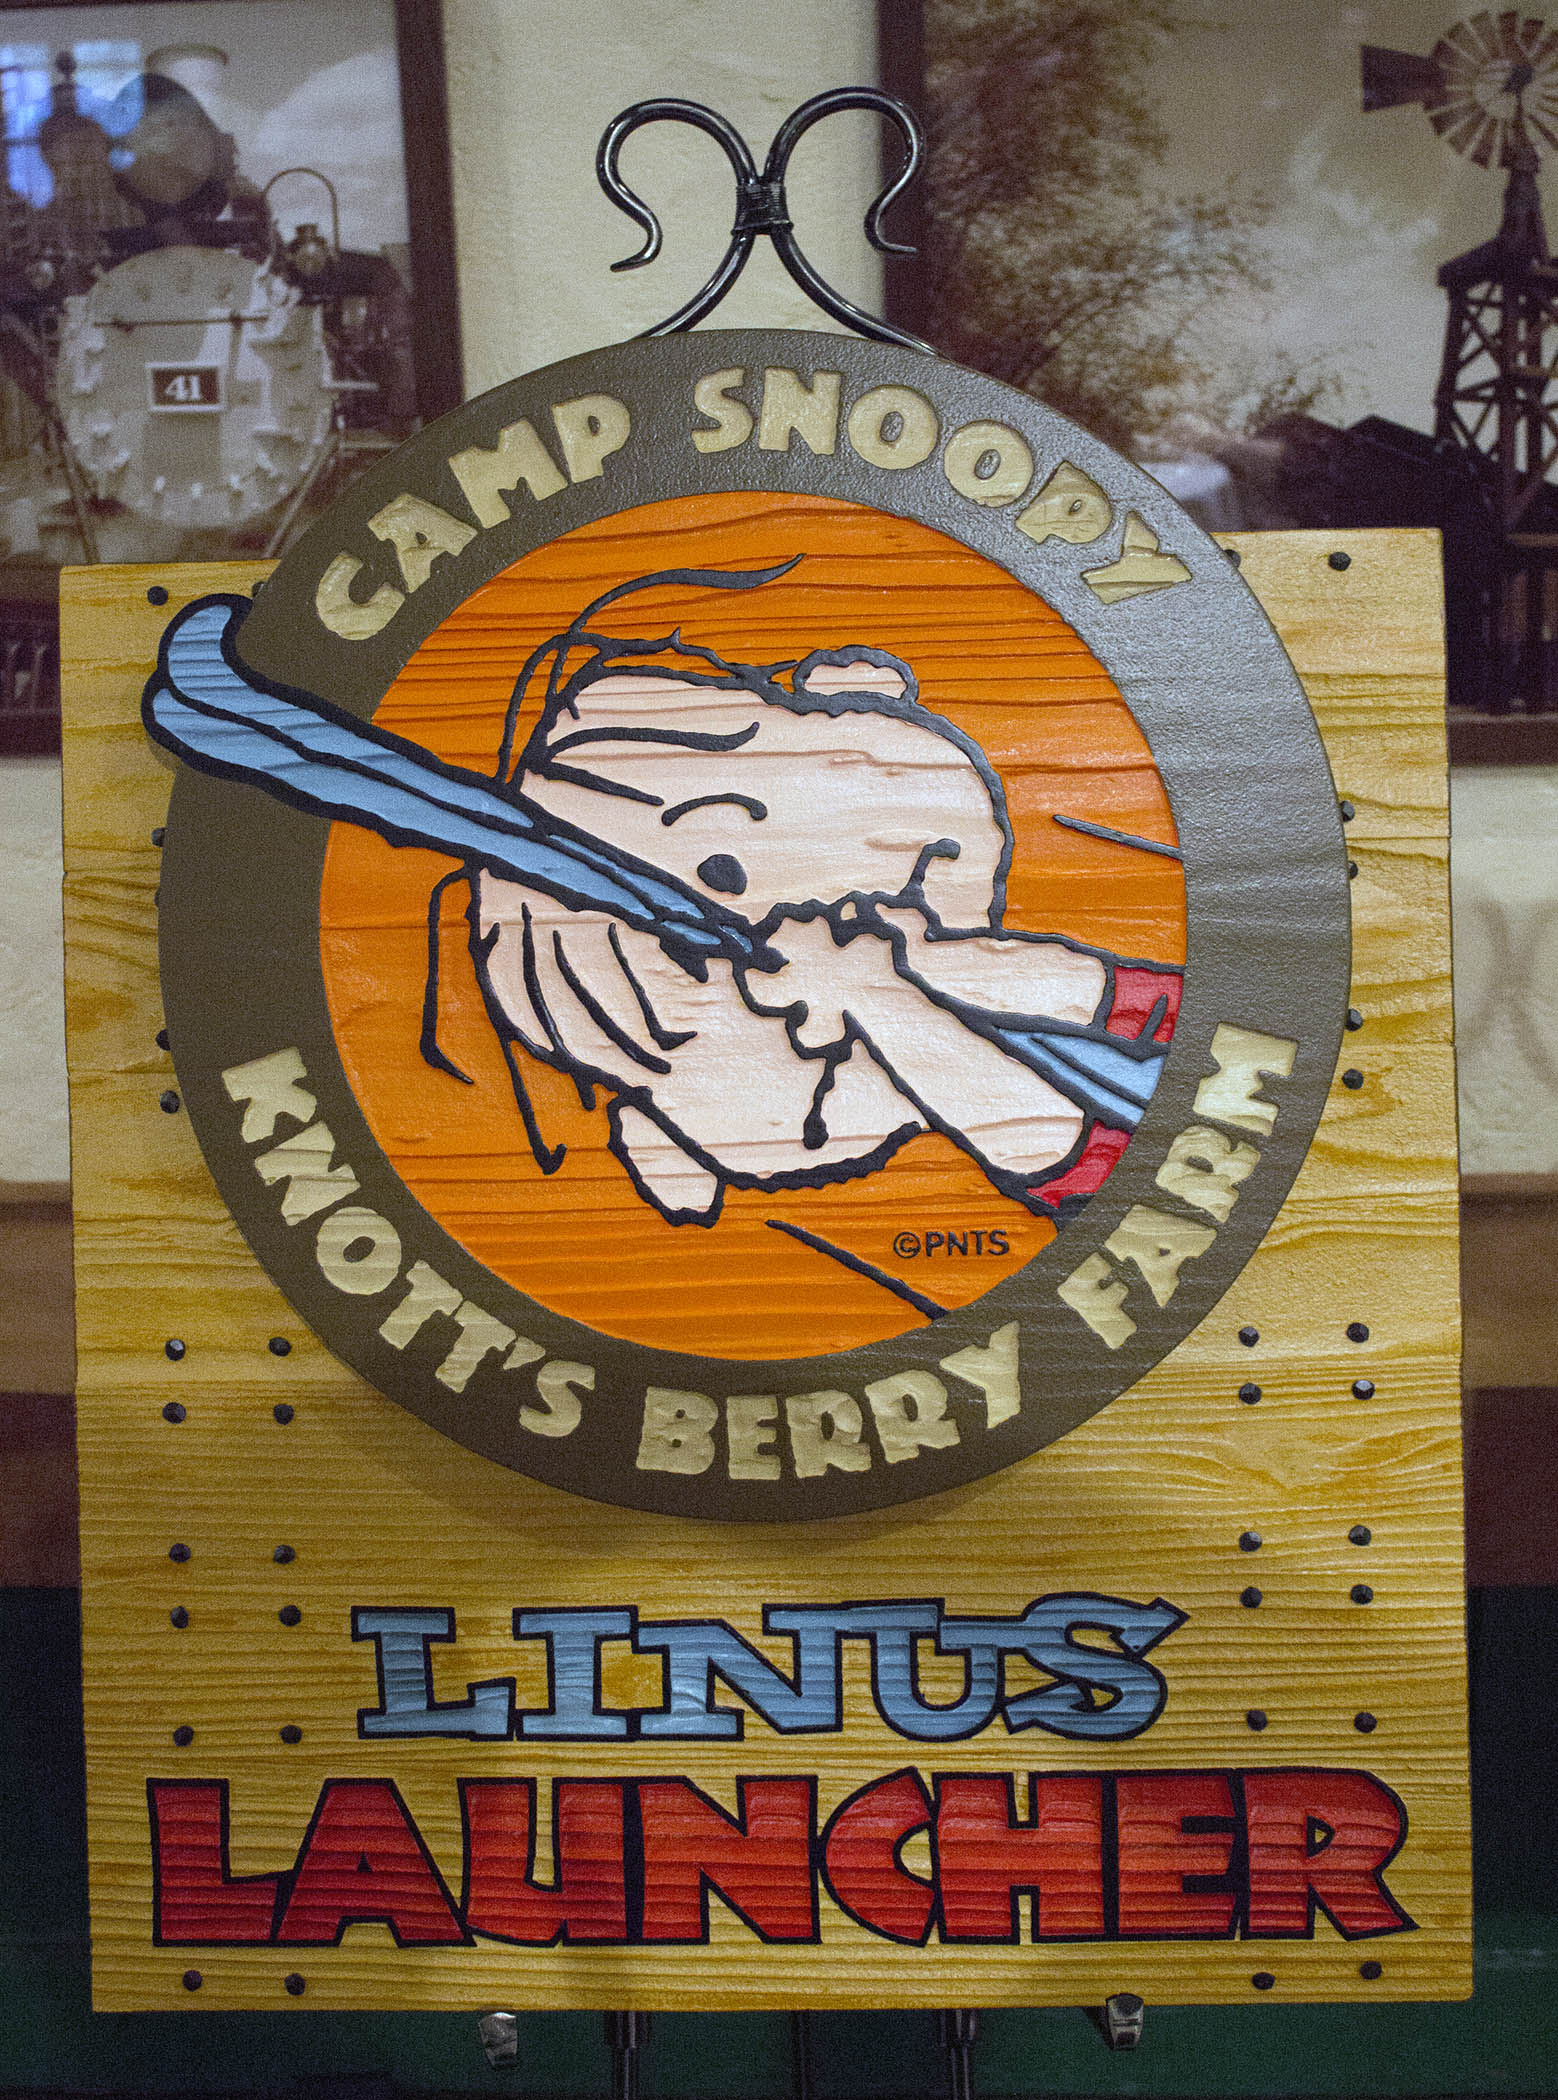 41
CAMP SNOOPY
©PNTS
KNOTT'S BERRY FARM
LINUS
LAUNCHER